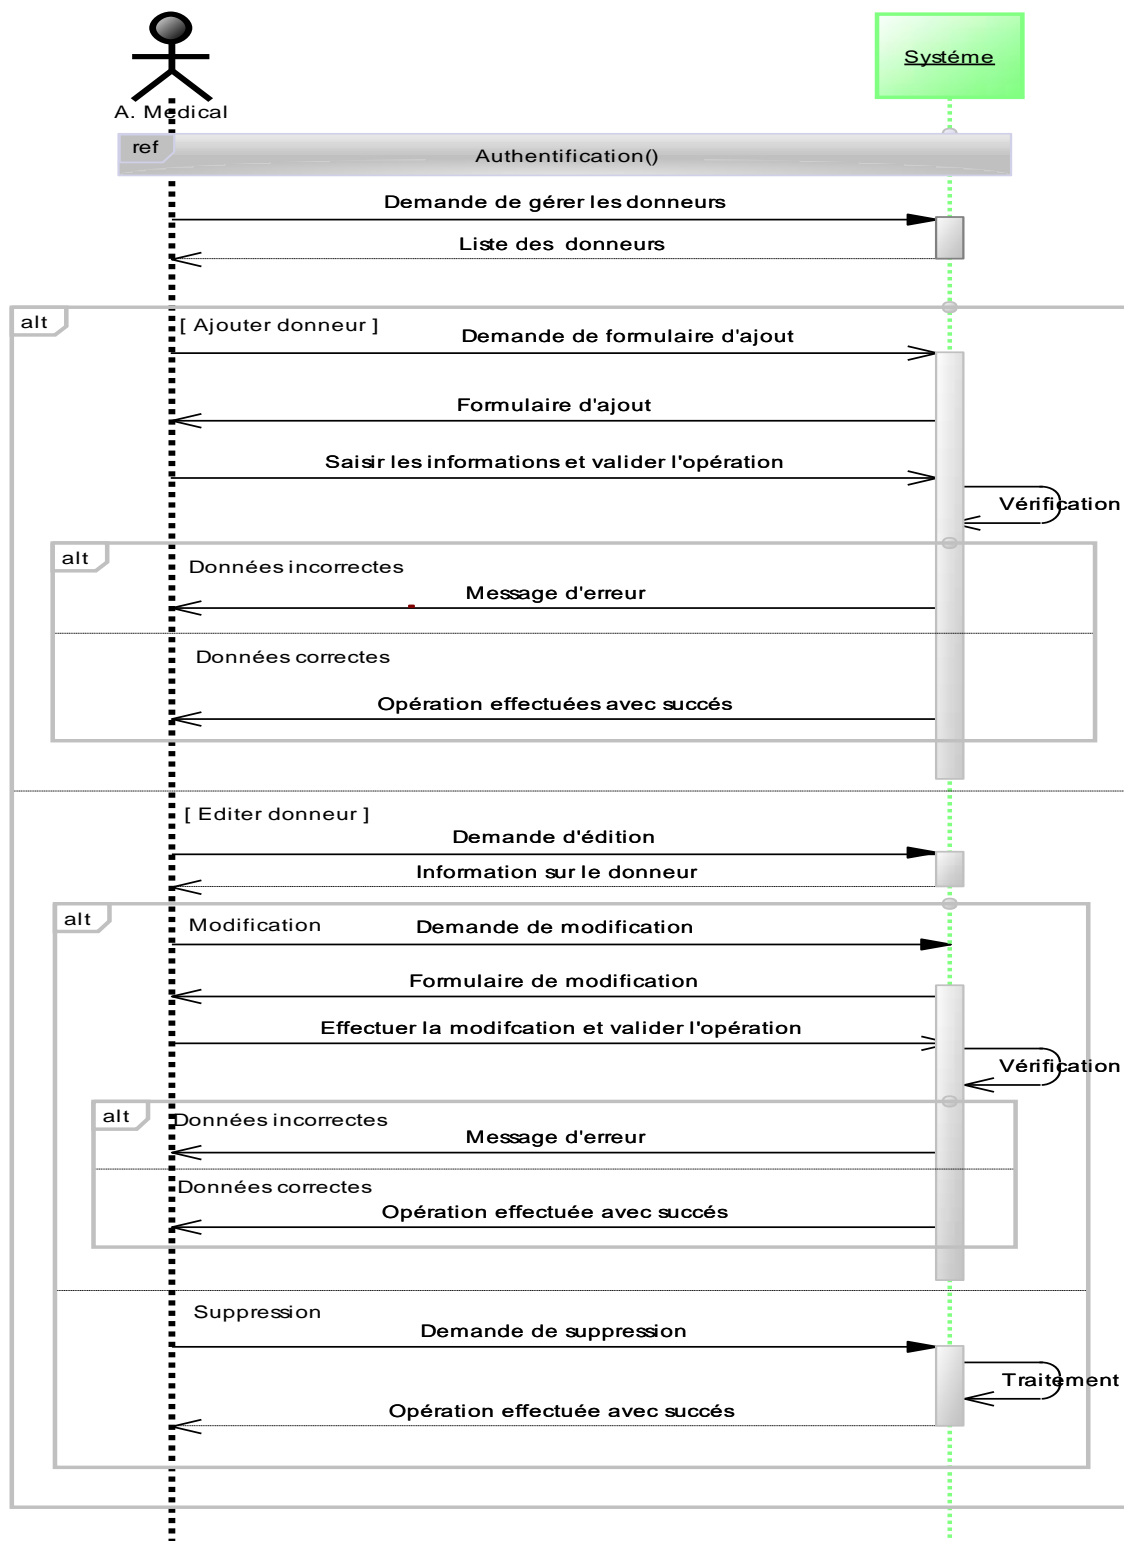 Systéme
A. Medical
ref
Authentification()
Demande de gérer les donneurs
Liste des donneurs
alt
[ Ajouter donneur ]
Demande de formulaire d'ajout
Formulaire d'ajout
Saisir les informations et valider l'opération
Vérification
alt
Données incorrectes
Message d'erreur
Données correctes
Opération effectuées avec succés
[ Editer donneur ]
Demande d'édition
Information sur le donneur
alt
Modification
Demande de modification
Formulaire de modification
Effectuer la modifcation et valider l'opération
Vérification
alt
Données incorrectes
Message d'erreur
Données correctes
Opération effectuée avec succés
Suppression
Demande de suppression
Traitement
Opération effectuée avec succés